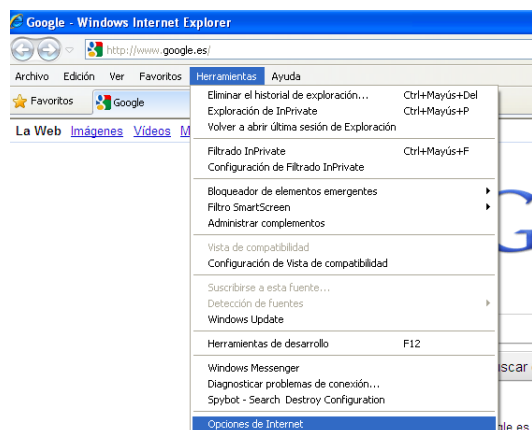 Google - Windows Internet Explorer
http://www.google.es/
Archivo Edición Ver Favoritos Herramientas Ayuda
Favoritos Google
La Web Imágenes Vídeos M
Eliminar el historial de exploración... Ctrl+Mayús+Del
Exploración de InPrivate Ctrl+Mayús+P
Volver a abrir última sesión de Exploración
Filtrado InPrivate Ctrl+Mayús+F
Configuración de Filtrado InPrivate
Bloqueador de elementos emergentes
Filtro SmartScreen
Administrar complementos
Vista de compatibilidad
Configuración de Vista de compatibilidad
Suscribirse a esta fuente...
Detección de fuentes
Windows Update
Herramientas de desarrollo F12
Windows Messenger
Diagnosticar problemas de conexión...
Spybot - Search Destroy Configuration
Opciones de Internet
G
scar
gle.es